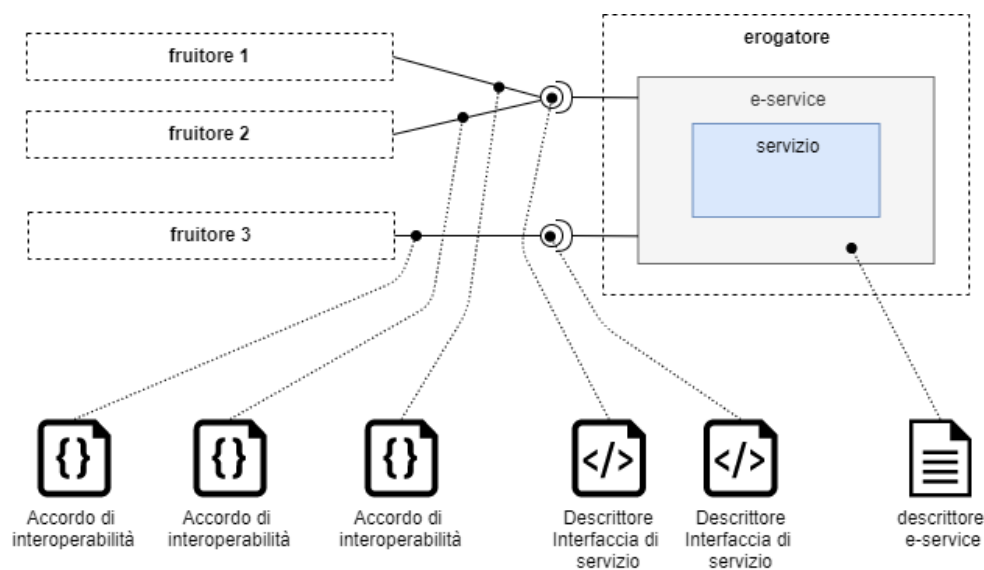 erogatore
fruitore 1
e-service
fruitore 2
servizio
fruitore 3
{}
{}
{}
</>
</>
Accordo di
interoperabilità
Accordo di
interoperabilità
Accordo di
interoperabilità
Descrittore
Interfaccia di
servizio
Descrittore
Interfaccia di
servizio
descrittore
e-service